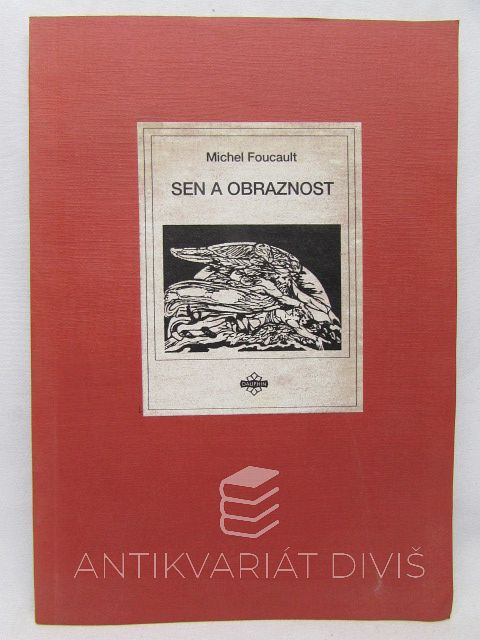 Michel Foucault
SEN A OBRAZNOST
DAUPHIN
ANTIKVARIÁT DIVIŠ